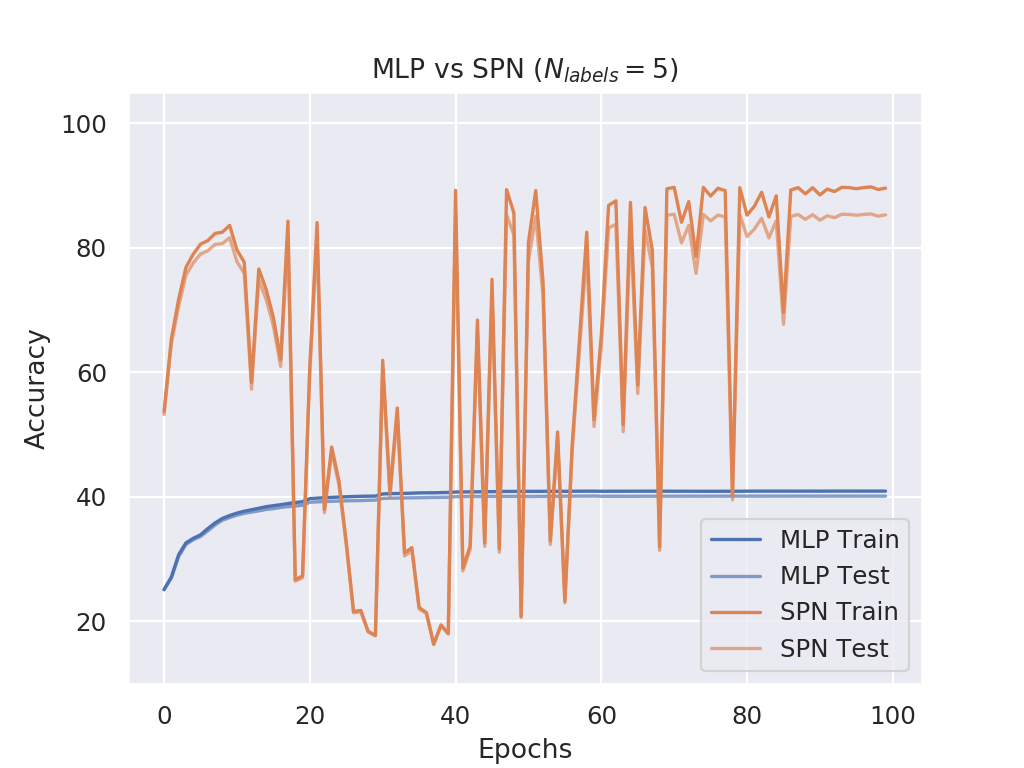 MLP vs SPN (N_labels = 5)
100
80
60
40
20
Accuracy
0 20 40 60 80 100
Epochs
MLP Train
MLP Test
SPN Train
SPN Test